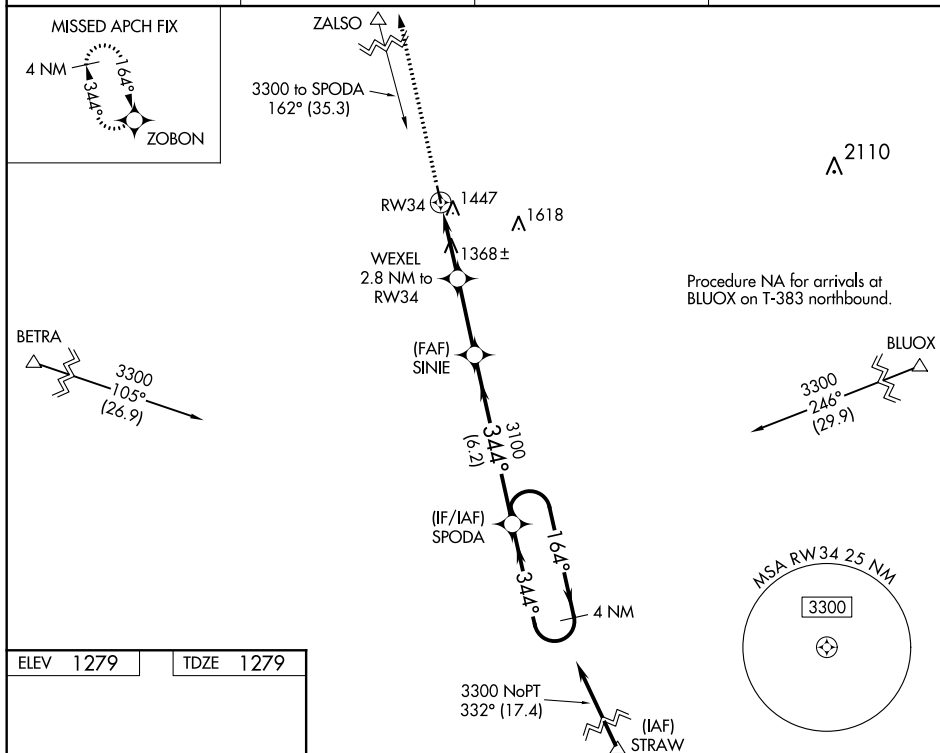 MISSED APCH FIX
4 NM
344°
164°
ZOBON
ZALSO
3300 to SPODA
162° (35.3)
2110
RW34
1447
1618
1368±
WEXEL
2.8 NM to
RW34
Procedure NA for arrivals at
BLUOX on T-383 northbound.
BETRA
3300
105°
(26.9)
(FAF)
SINIE
BLUOX
3300
246°
(29.9)
3100
344°
(6.2)
(IF/IAF)
SPODA
164°
344°
4 NM
MSA RW34 25 NM
3300
ELEV 1279
TDZE 1279
3300 NoPT
332° (17.4)
(IAF)
STRAW